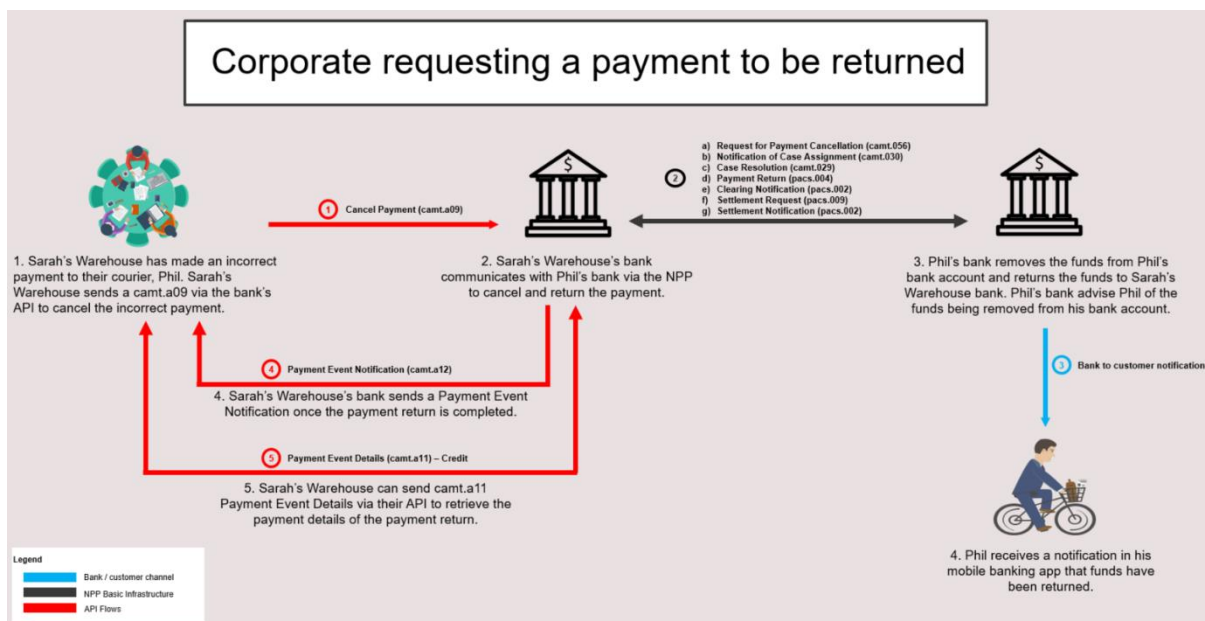 Corporate requesting a payment to be returned
$
$
a) Request for Payment Cancellation (camt.056)
b) Notification of Case Assignment (camt.030)
c) Case Resolution (camt.029)
d) Payment Return (pacs.004)
e) Clearing Notification (pacs.002)
f) Settlement Request (pacs.009)
g) Settlement Notification (pacs.002)
2
1 Cancel Payment (camt.a09)
1. Sarah's Warehouse has made an incorrect
payment to their courier, Phil. Sarah's
Warehouse sends a camt.a09 via the bank's
API to cancel the incorrect payment.
2. Sarah's Warehouse's bank
communicates with Phil's bank via the NPP
to cancel and return the payment.
3. Phil's bank removes the funds from Phil's
bank account and returns the funds to Sarah's
Warehouse bank. Phil's bank advise Phil of the
funds being removed from his bank account.
4 Payment Event Notification (camt.a12)
4. Sarah's Warehouse's bank sends a Payment Event
Notification once the payment return is completed.
3 Bank to customer notification
5 Payment Event Details (camt.a11) – Credit
5. Sarah's Warehouse can send camt.a11
Payment Event Details via their API to retrieve the
payment details of the payment return.
4. Phil receives a notification in his
mobile banking app that funds have
been returned.
Legend
Bank / customer channel
NPP Basic Infrastructure
API Flows